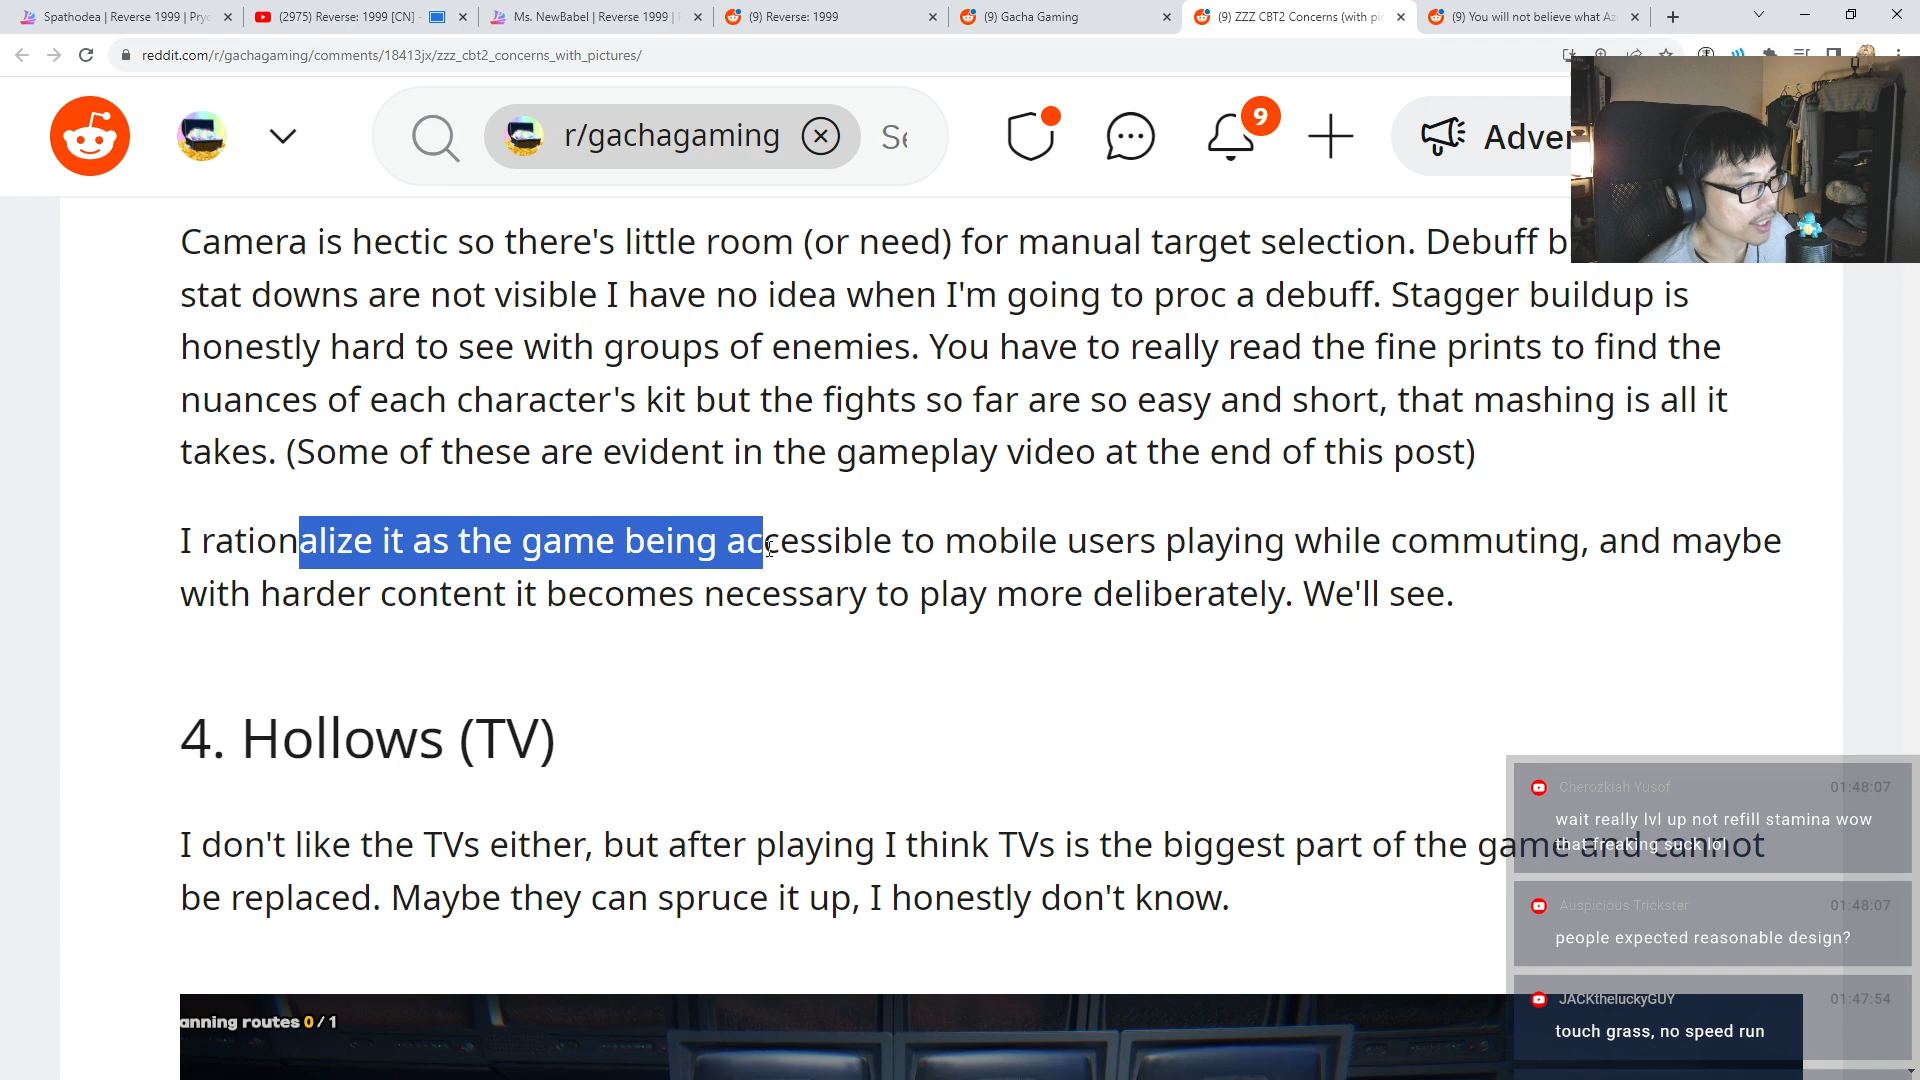 Spathodea | Reverse 1999 | Pryd
(2975) Reverse: 1999 [CN]
Ms. NewBabel | Reverse 1999 |
(9) Reverse: 1999
(9) Gacha Gaming
(9) ZZZ CBT2 Concerns (with pic
(9) You will not believe what Az
reddit.com/r/gachagaming/comments/18413jx/zzz_cbt2_concerns_with_pictures/
r/gachagaming
9
Camera is hectic so there's little room (or need) for manual target selection. Debuff b
stat downs are not visible I have no idea when I'm going to proc a debuff. Stagger buildup is
honestly hard to see with groups of enemies. You have to really read the fine prints to find the
nuances of each character's kit but the fights so far are so easy and short, that mashing is all it
takes. (Some of these are evident in the gameplay video at the end of this post)
I rationalize it as the game being accessible to mobile users playing while commuting, and maybe
with harder content it becomes necessary to play more deliberately. We'll see.
4. Hollows (TV)
I don't like the TVs either, but after playing I think TVs is the biggest part of the game and cannot
be replaced. Maybe they can spruce it up, I honestly don't know.
anning routes 0/1
Cherozkiah Yusof 01:48:07
wait really lvl up not refill stamina wow
that freaking suck lol
Auspicious Trickster 01:48:07
people expected reasonable design?
JACKtheluckyGUY 01:47:54
touch grass, no speed run